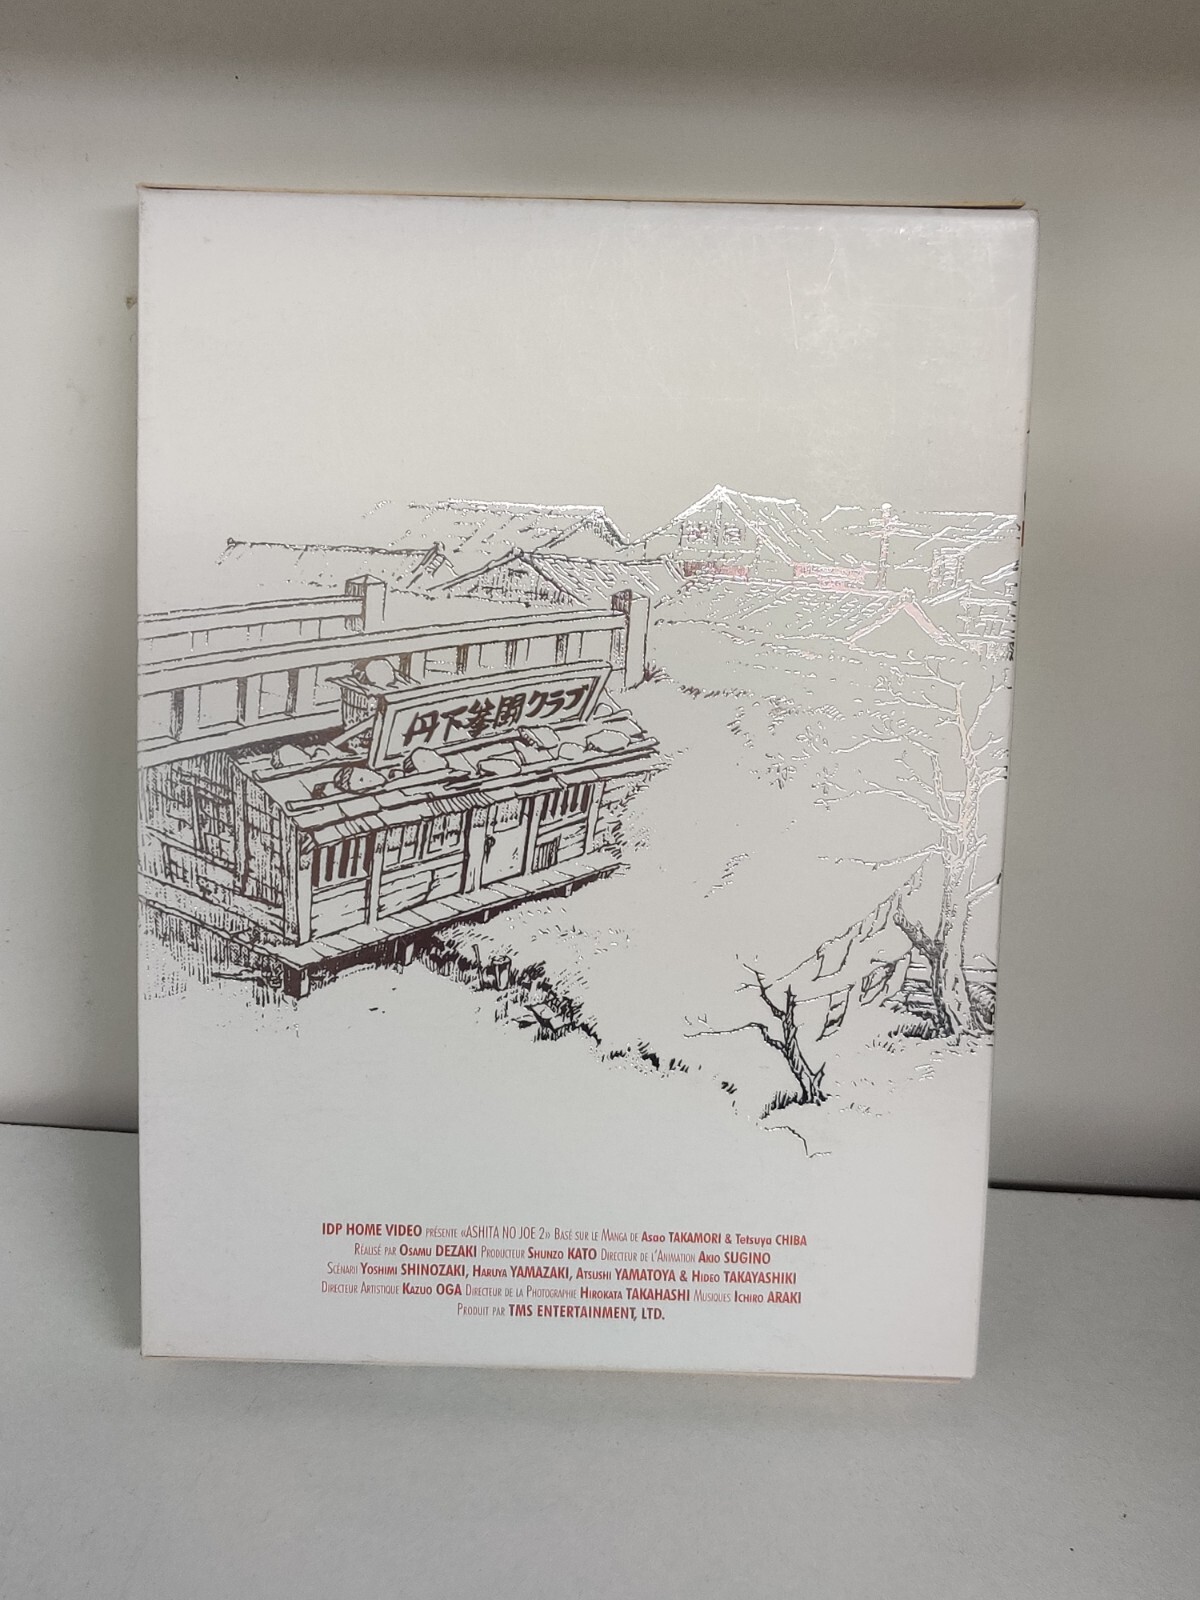 丹下拳闘クラブ
IDP HOME VIDEO PRÉSENTE «ASHITA NO JOE 2» BASÉ SUR LE MANGA DE Asao TAKAMORI & Tetsuya CHIBA
RÉALISÉ PAR OSAMU DEZAKI PRODUCTEUR SHUNZO KATO DIRECTEUR DE L'ANIMATION AKIO SUGINO
SCÉNARII YOSHIMI SHINOZAKI, HARUYA YAMAZAKI, ATSUSHI YAMATOYA & HIDEO TAKAYASHIKI
DIRECTEUR ARTISTIQUE KAZUO OGA DIRECTEUR DE LA PHOTOGRAPHIE HIROKATA TAKAHASHI MUSIQUES ICHIRO ARAKI
PRODUIT PAR TMS ENTERTAINMENT, LTD.